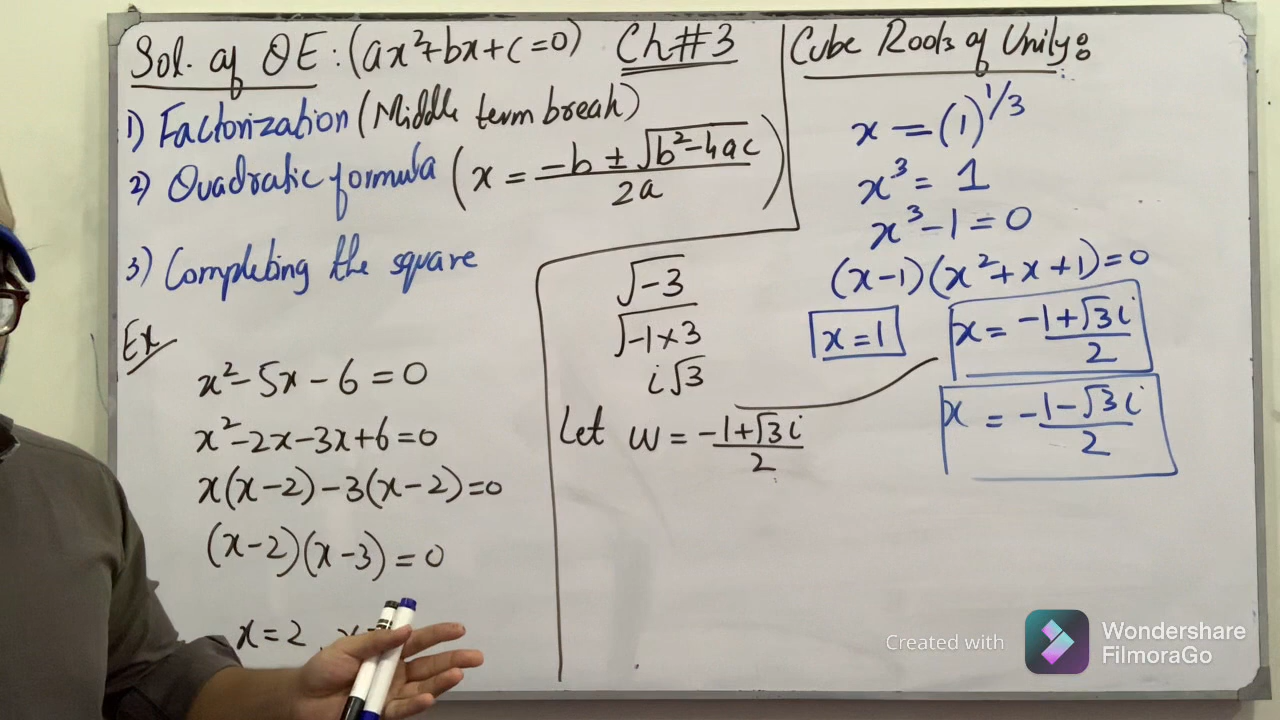 Sol. of QE: (ax²+bx+c=0) Ch#3
1) Factorization (Middle term break)
2) Quadratic formula (x = -b ± √b²-4ac / 2a)
3) Completing the square
Ex
x²-5x-6=0
x²-2x-3x+6=0
x(x-2)-3(x-2)=0
(x-2)(x-3)=0
x=2,
√-3
√-1×3
i√3
Let w = -1+√3i / 2
Cube Roots of Unity:
x = (1)^1/3
x³ = 1
x³-1=0
(x-1)(x²+x+1)=0
x=1
x = -1+√3i / 2
x = -1-√3i / 2
Created with
Wondershare
FilmoraGo